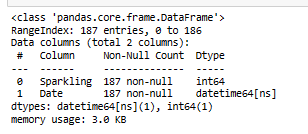 <class 'pandas.core.frame.DataFrame'>
RangeIndex: 187 entries, 0 to 186
Data columns (total 2 columns):
 #   Column     Non-Null Count  Dtype
---  ------     --------------  -----
 0   Sparkling  187 non-null    int64
 1   Date       187 non-null    datetime64[ns]
dtypes: datetime64[ns](1), int64(1)
memory usage: 3.0 KB